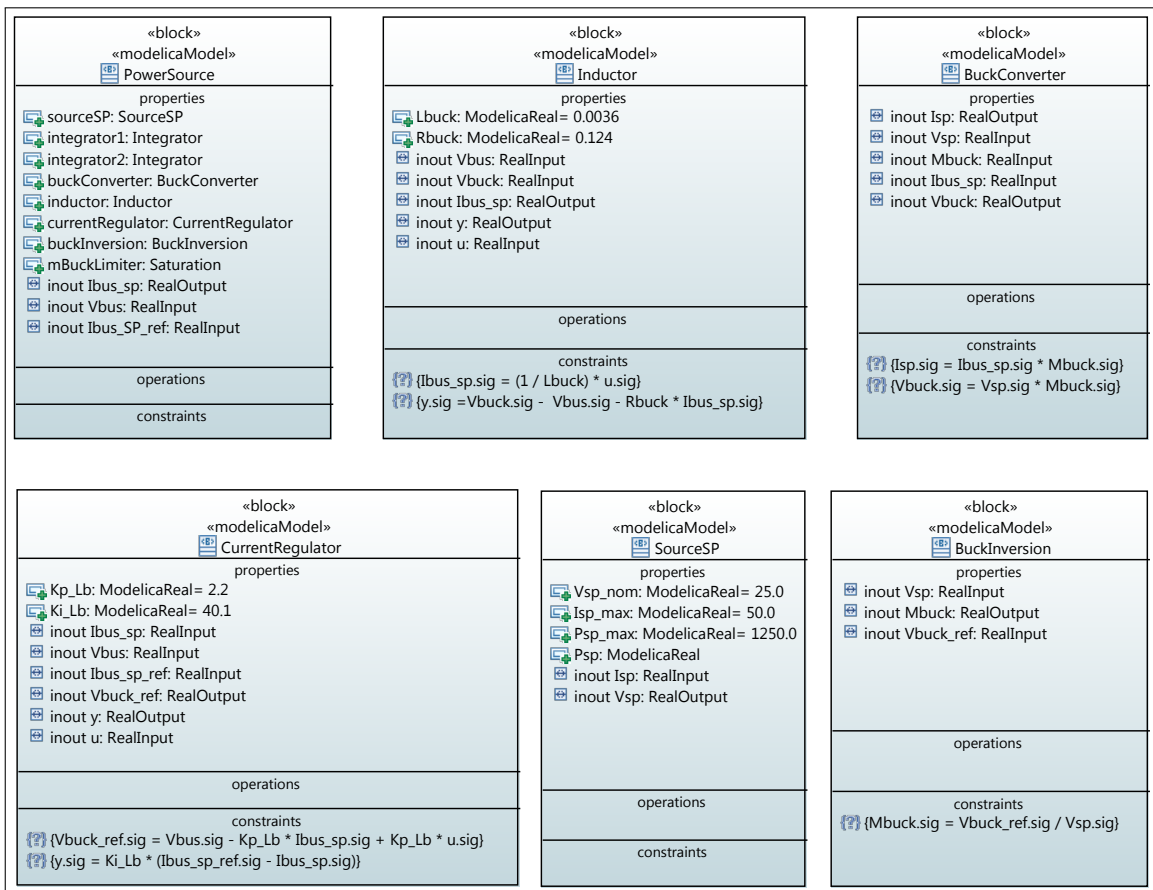 «block»
«modelicaModel»
PowerSource
properties
sourceSP: SourceSP
integrator1: Integrator
integrator2: Integrator
buckConverter: BuckConverter
inductor: Inductor
currentRegulator: CurrentRegulator
buckInversion: BuckInversion
mBuckLimiter: Saturation
inout Ibus_sp: RealOutput
inout Vbus: RealInput
inout Ibus_SP_ref: RealInput
operations
constraints
«block»
«modelicaModel»
Inductor
properties
Lbuck: ModelicaReal= 0.0036
Rbuck: ModelicaReal= 0.124
inout Vbus: RealInput
inout Vbuck: RealInput
inout Ibus_sp: RealOutput
inout y: RealOutput
inout u: RealInput
operations
constraints
{?} {Ibus_sp.sig = (1 / Lbuck) * u.sig}
{?} {y.sig =Vbuck.sig - Vbus.sig - Rbuck * Ibus_sp.sig}
«block»
«modelicaModel»
BuckConverter
properties
inout Isp: RealOutput
inout Vsp: RealInput
inout Mbuck: RealInput
inout Ibus_sp: RealInput
inout Vbuck: RealOutput
operations
constraints
{?} {Isp.sig = Ibus_sp.sig * Mbuck.sig}
{?} {Vbuck.sig = Vsp.sig * Mbuck.sig}
«block»
«modelicaModel»
CurrentRegulator
properties
Kp_Lb: ModelicaReal= 2.2
Ki_Lb: ModelicaReal= 40.1
inout Ibus_sp: RealInput
inout Vbus: RealInput
inout Ibus_sp_ref: RealInput
inout Vbuck_ref: RealOutput
inout y: RealOutput
inout u: RealInput
operations
constraints
{?} {Vbuck_ref.sig = Vbus.sig - Kp_Lb * Ibus_sp.sig + Kp_Lb * u.sig}
{?} {y.sig = Ki_Lb * (Ibus_sp_ref.sig - Ibus_sp.sig)}
«block»
«modelicaModel»
SourceSP
properties
Vsp_nom: ModelicaReal= 25.0
Isp_max: ModelicaReal= 50.0
Psp_max: ModelicaReal= 1250.0
Psp: ModelicaReal
inout Isp: RealInput
inout Vsp: RealOutput
operations
constraints
«block»
«modelicaModel»
BuckInversion
properties
inout Vsp: RealInput
inout Mbuck: RealOutput
inout Vbuck_ref: RealInput
operations
constraints
{?} {Mbuck.sig = Vbuck_ref.sig / Vsp.sig}